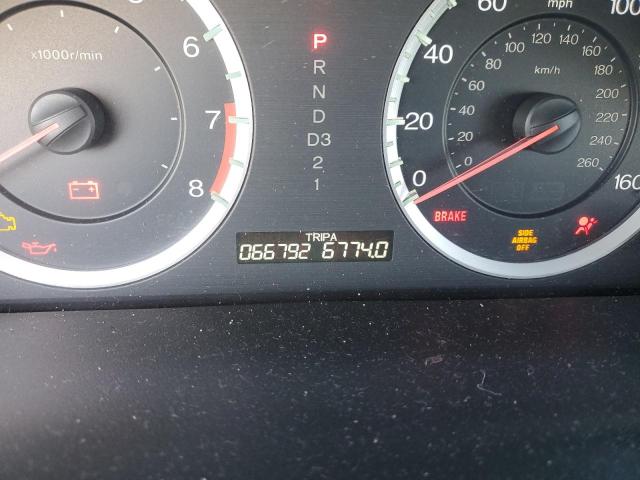 60 mph 100
x1000r/min
6
7
8
P
R
N
D
D3
2
1
40
20
0
160
100 120 140
80 160
60 km/h 180
40 200
20 220
0 240
260
BRAKE
SIDE
AIRBAG
OFF
TRIPA
066792 6774.0